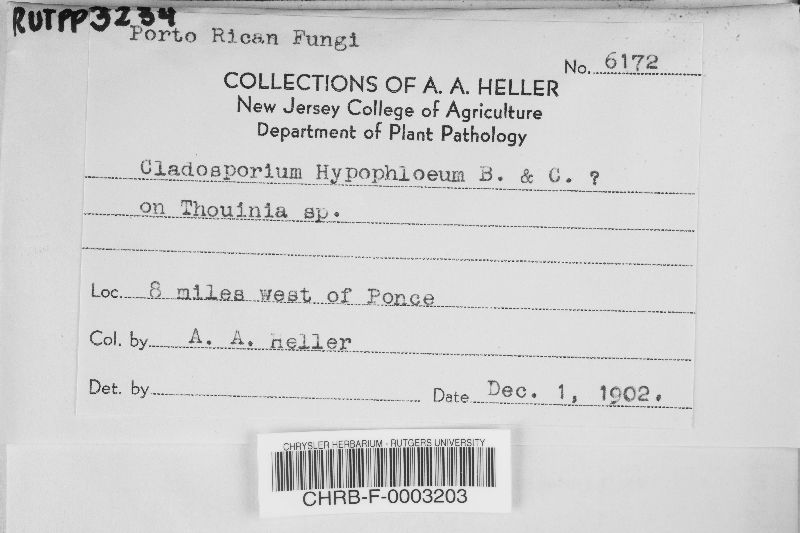 RUTPP3234
Porto Rican Fungi
No. 6172
COLLECTIONS OF A. A. HELLER
New Jersey College of Agriculture
Department of Plant Pathology
Cladosporium Hypophloeum B. & C. ?
on Thouinia sp.
Loc. 8 miles west of Ponce
Col. by A. A. Heller
Det. by
Date Dec. 1, 1902.
CHRYSLER HERBARIUM - RUTGERS UNIVERSITY
CHRB-F-0003203